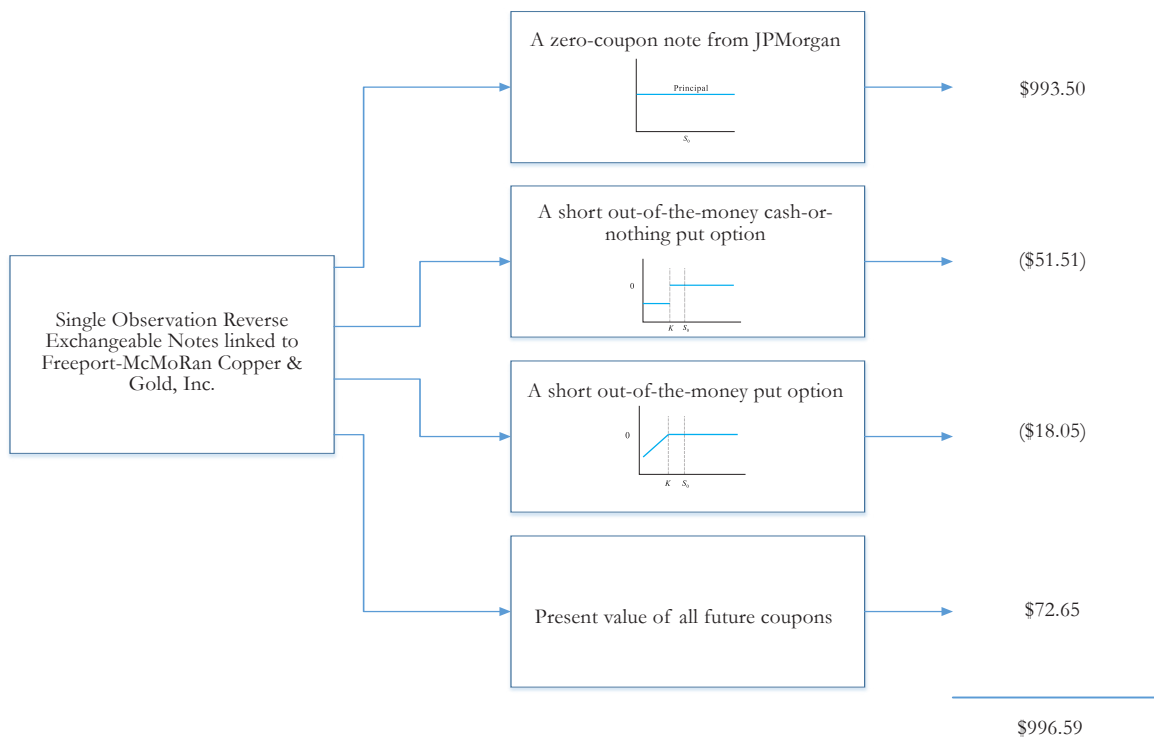 A zero-coupon note from JPMorgan
Principal
S0
$993.50
A short out-of-the-money cash-or-
nothing put option
0
K S0
($51.51)
Single Observation Reverse
Exchangeable Notes linked to
Freeport-McMoRan Copper &
Gold, Inc.
A short out-of-the-money put option
0
K S0
($18.05)
Present value of all future coupons
$72.65
$996.59